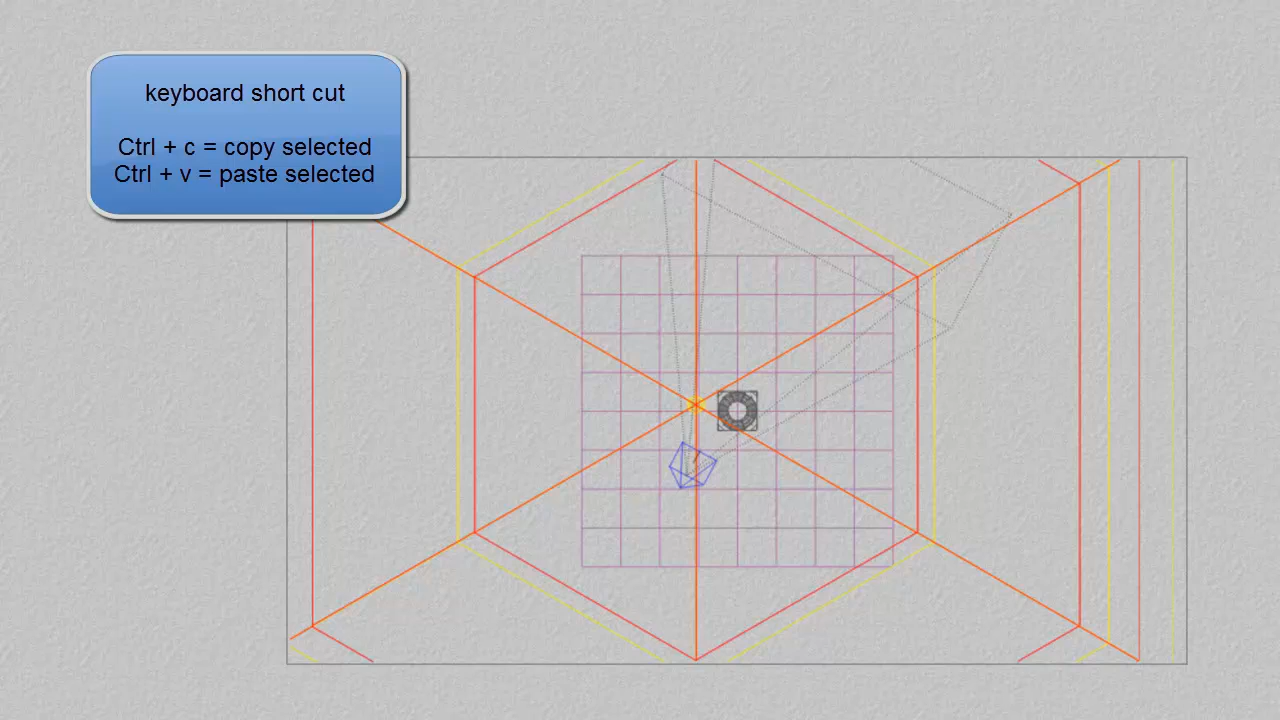 keyboard short cut
Ctrl + c = copy selected
Ctrl + v = paste selected